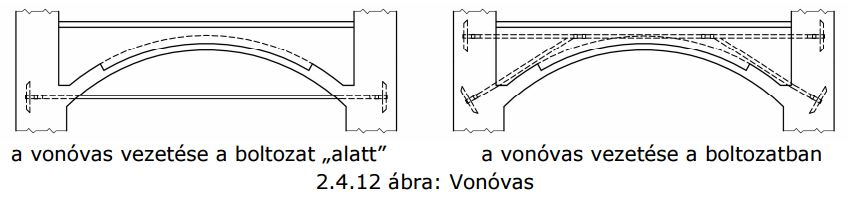 a vonóvas vezetése a boltozat „alatt” a vonóvas vezetése a boltozatban
2.4.12 ábra: Vonóvas